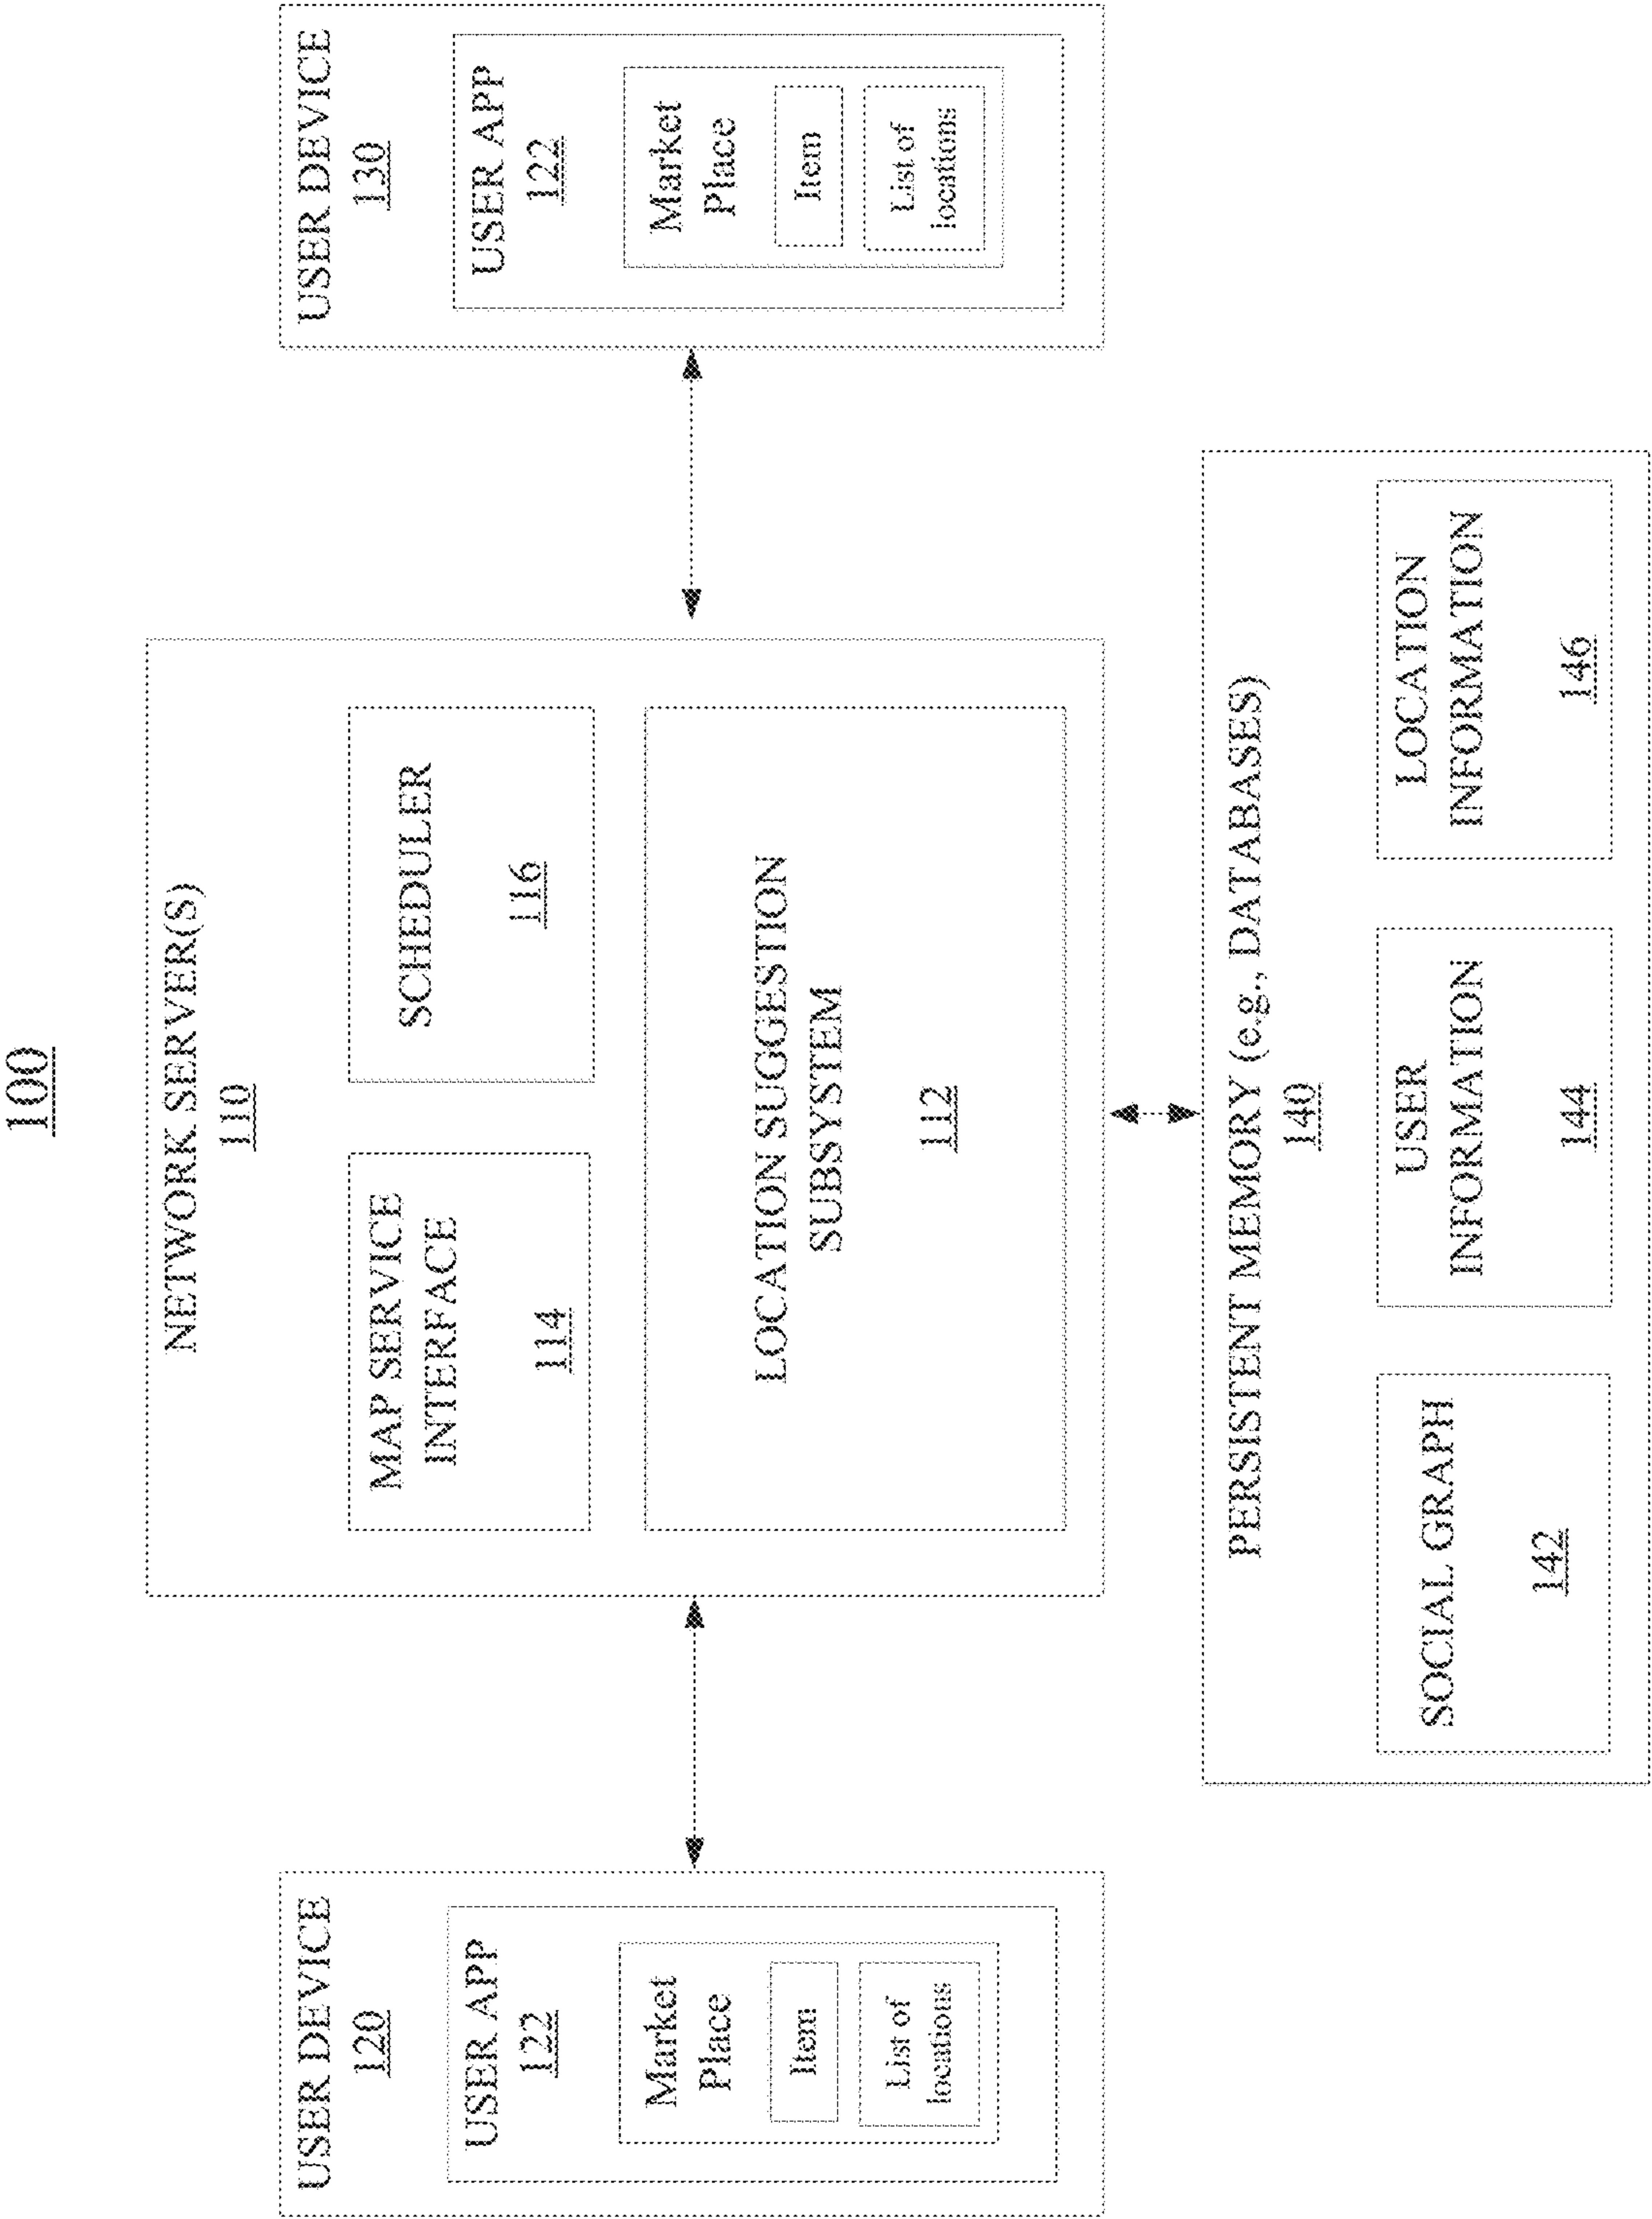 100
USER DEVICE
120
USER APP
122
Market
Place
Item
List of
locations
NETWORK SERVER(S)
110
MAP SERVICE
INTERFACE
114
SCHEDULER
116
LOCATION SUGGESTION
SUBSYSTEM
112
USER DEVICE
130
USER APP
122
Market
Place
Item
List of
locations
PERSISTENT MEMORY (e.g., DATABASES)
140
SOCIAL GRAPH
142
USER
INFORMATION
144
LOCATION
INFORMATION
146